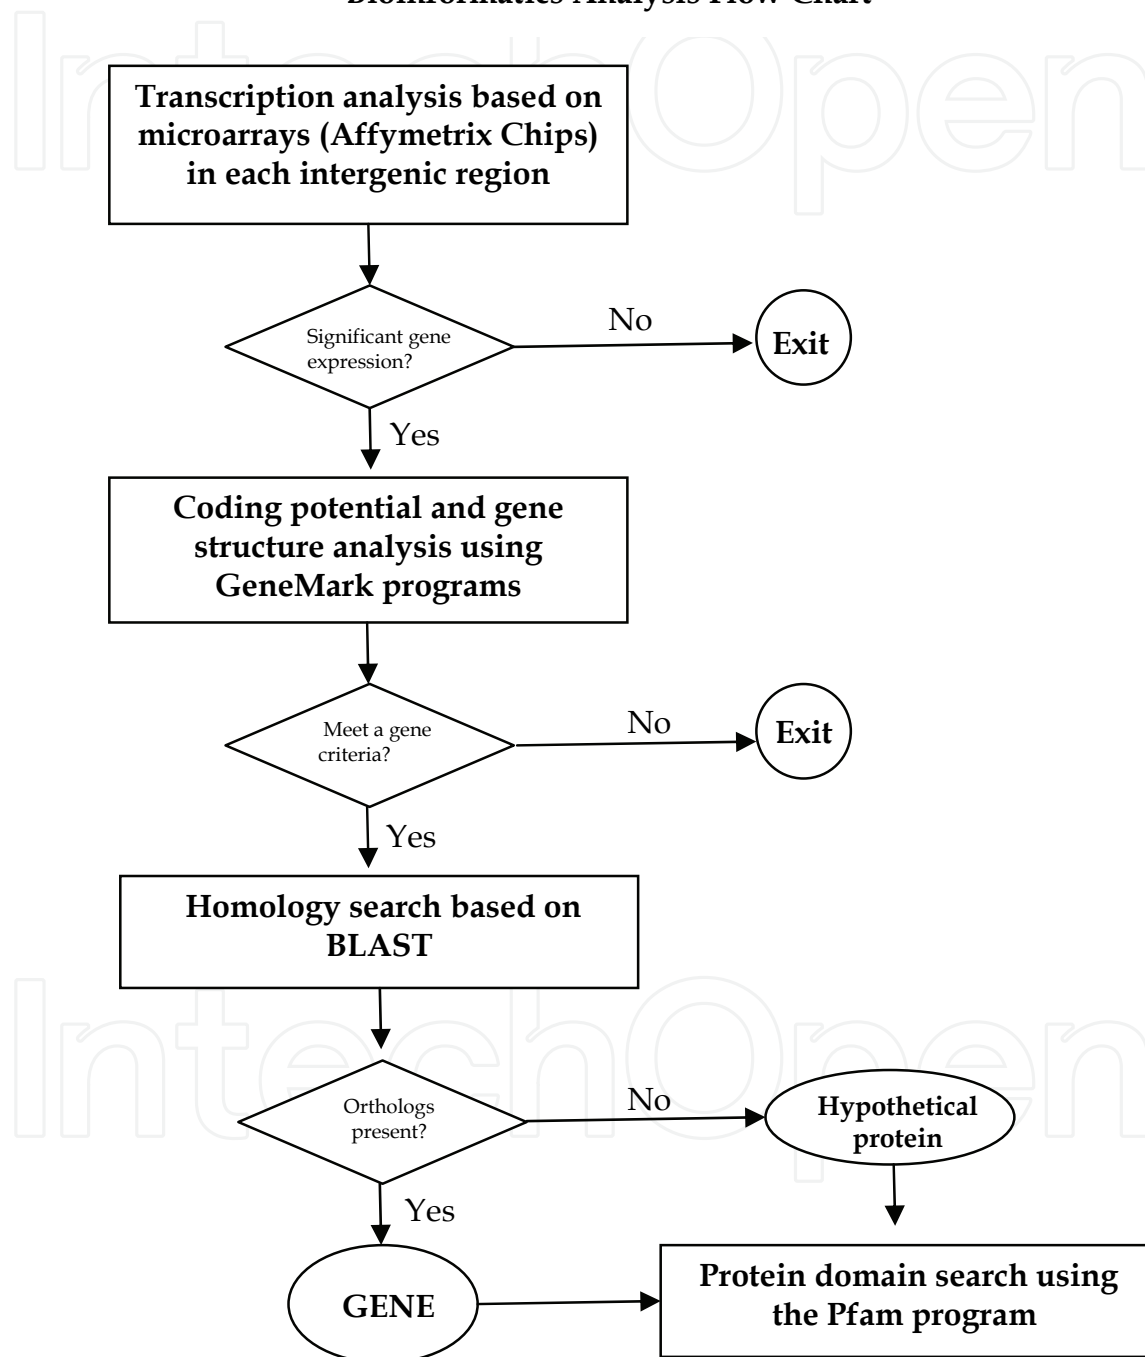 Bioinformatics Analysis Flow Chart
Transcription analysis based on
microarrays (Affymetrix Chips)
in each intergenic region
Significant gene
expression?
No
Exit
Yes
Coding potential and gene
structure analysis using
GeneMark programs
Meet a gene
criteria?
No
Exit
Yes
Homology search based on
BLAST
Orthologs
present?
No
Hypothetical
protein
Yes
GENE
Protein domain search using
the Pfam program
IntechOpen
IntechOpen